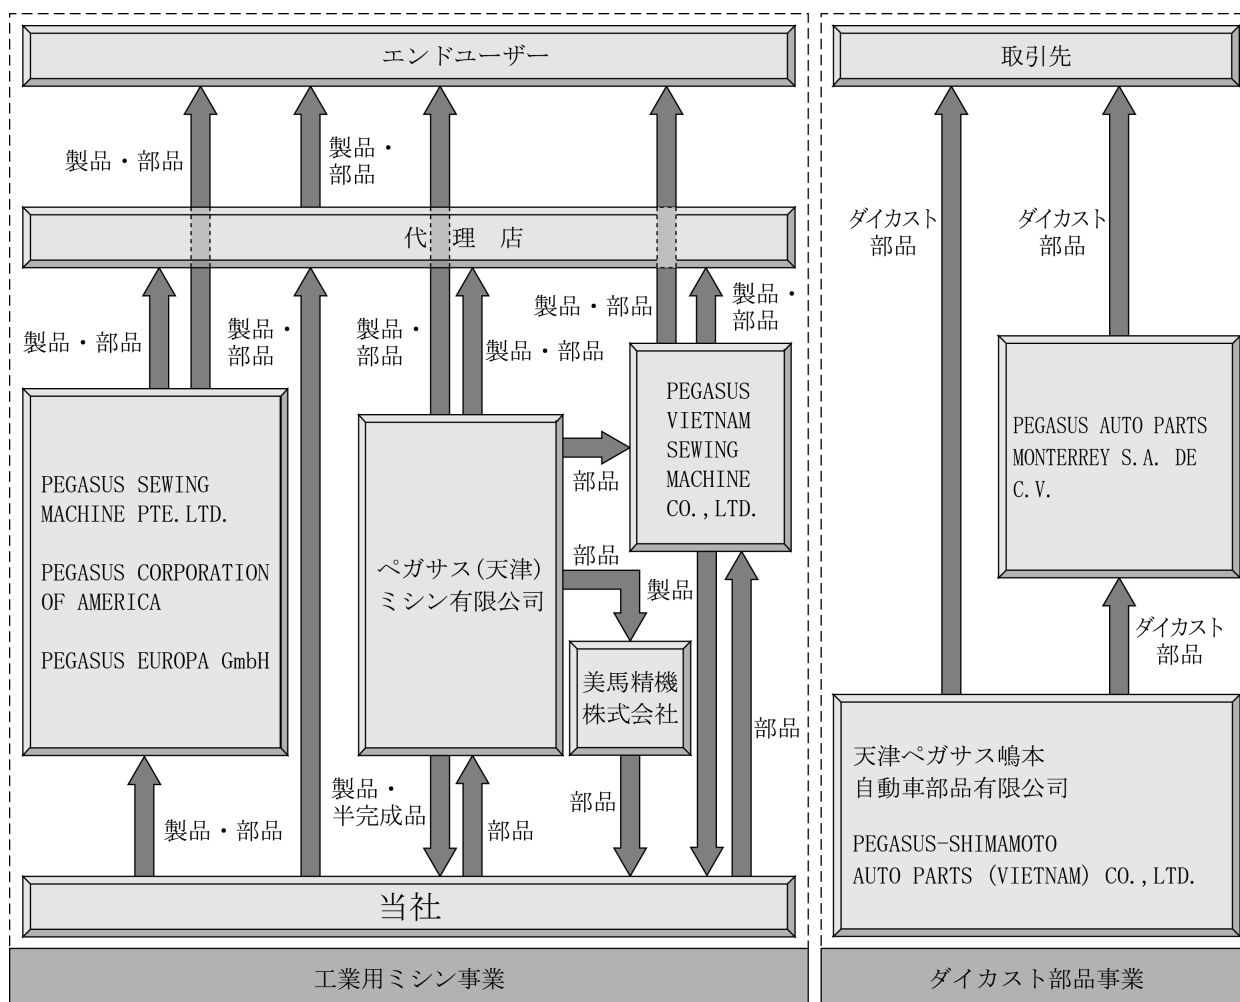 エンドユーザー
製品・部品
製品・
部品
代理店
製品・部品
製品・
部品
製品・
部品
製品・部品
製品・部品
製品・
部品
PEGASUS SEWING
MACHINE PTE.LTD.
PEGASUS CORPORATION
OF AMERICA
PEGASUS EUROPA GmbH
ペガサス(天津)
ミシン有限公司
部品
PEGASUS
VIETNAM
SEWING
MACHINE
CO.,LTD.
部品
製品
美馬精機
株式会社
部品
製品・部品
製品・
半完成品
部品
部品
当社
工業用ミシン事業
取引先
ダイカスト
部品
ダイカスト
部品
PEGASUS AUTO PARTS
MONTERREY S.A. DE
C.V.
ダイカスト
部品
天津ペガサス嶋本
自動車部品有限公司
PEGASUS-SHIMAMOTO
AUTO PARTS (VIETNAM) CO.,LTD.
ダイカスト部品事業